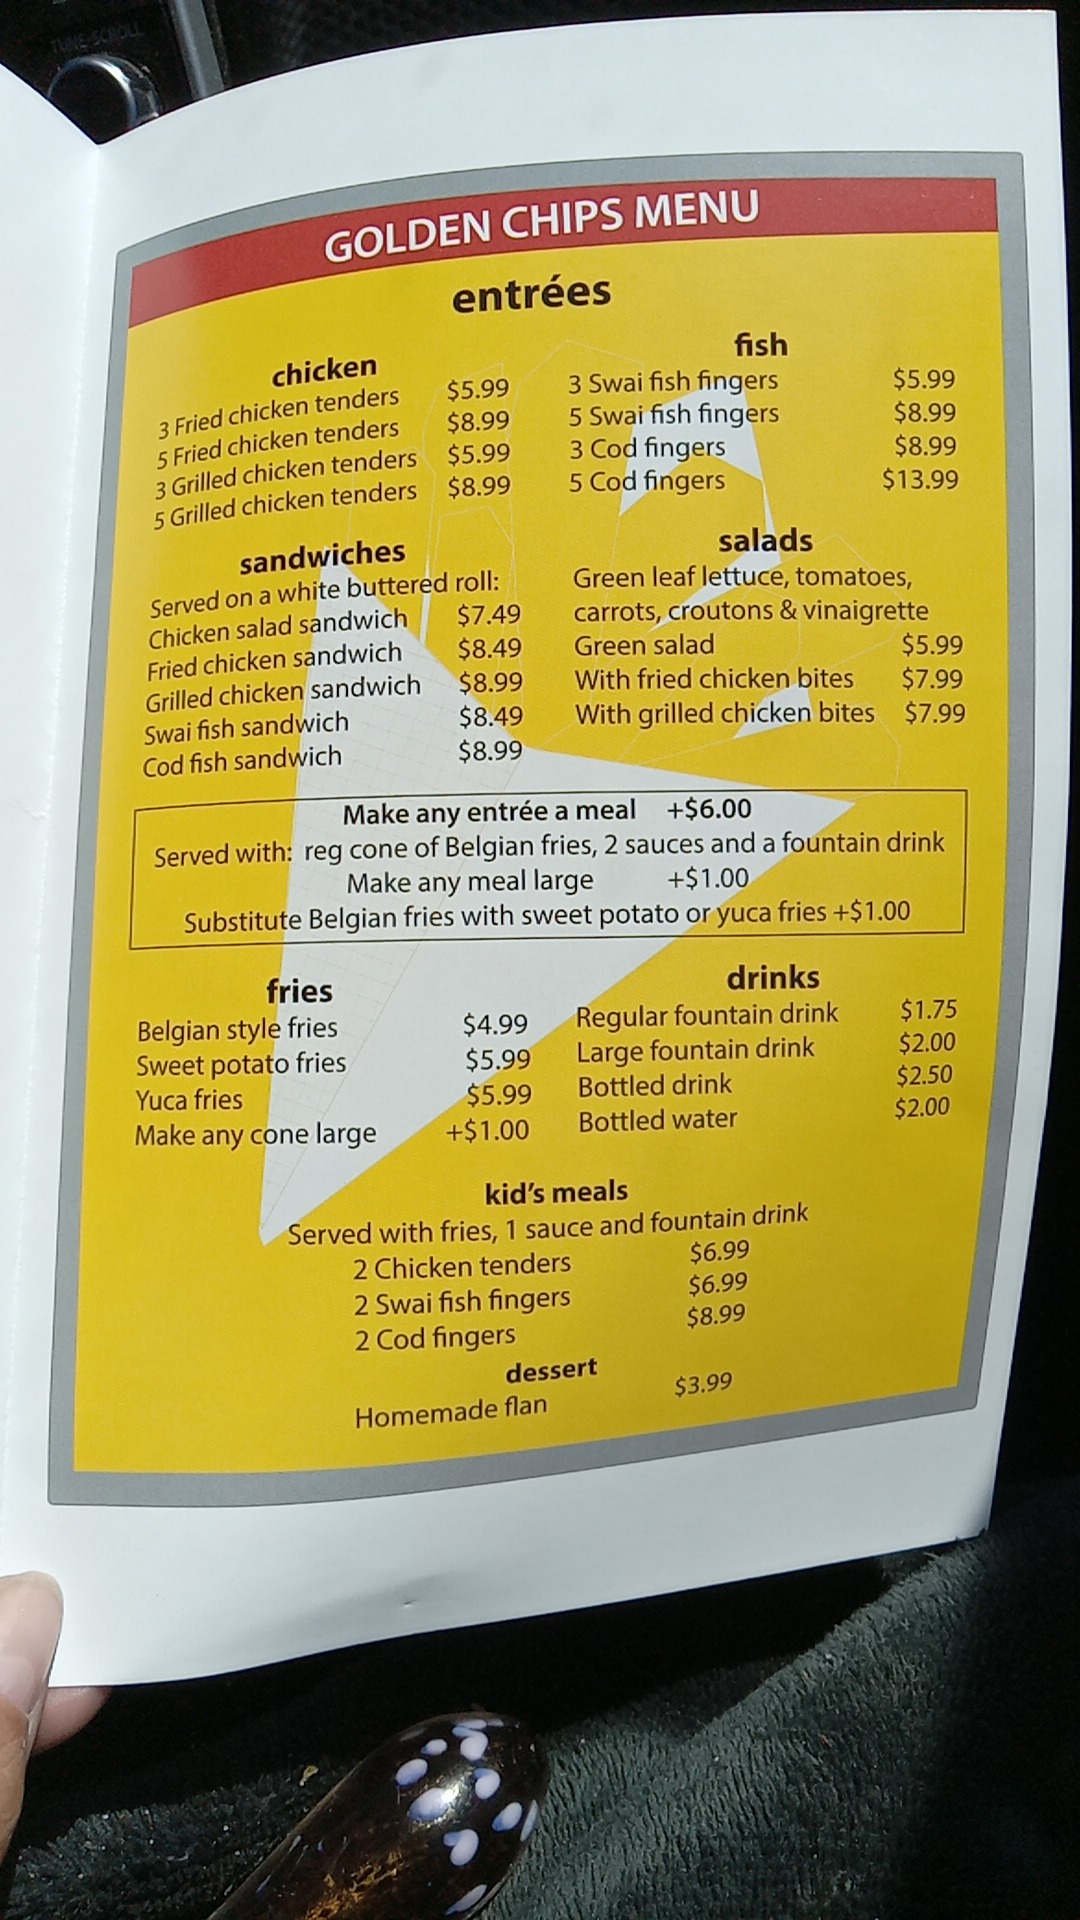 TUNE·SCROLL
GOLDEN CHIPS MENU
entrées
chicken
3 Fried chicken tenders $5.99
5 Fried chicken tenders $8.99
3 Grilled chicken tenders $5.99
5 Grilled chicken tenders $8.99
fish
3 Swai fish fingers $5.99
5 Swai fish fingers $8.99
3 Cod fingers $8.99
5 Cod fingers $13.99
sandwiches
Served on a white buttered roll:
Chicken salad sandwich $7.49
Fried chicken sandwich $8.49
Grilled chicken sandwich $8.99
Swai fish sandwich $8.49
Cod fish sandwich $8.99
salads
Green leaf lettuce, tomatoes,
carrots, croutons & vinaigrette
Green salad $5.99
With fried chicken bites $7.99
With grilled chicken bites $7.99
Make any entrée a meal +$6.00
Served with: reg cone of Belgian fries, 2 sauces and a fountain drink
Make any meal large +$1.00
Substitute Belgian fries with sweet potato or yuca fries +$1.00
fries
Belgian style fries $4.99
Sweet potato fries $5.99
Yuca fries $5.99
Make any cone large +$1.00
drinks
Regular fountain drink $1.75
Large fountain drink $2.00
Bottled drink $2.50
Bottled water $2.00
kid's meals
Served with fries, 1 sauce and fountain drink
2 Chicken tenders $6.99
2 Swai fish fingers $6.99
2 Cod fingers $8.99
dessert
Homemade flan $3.99